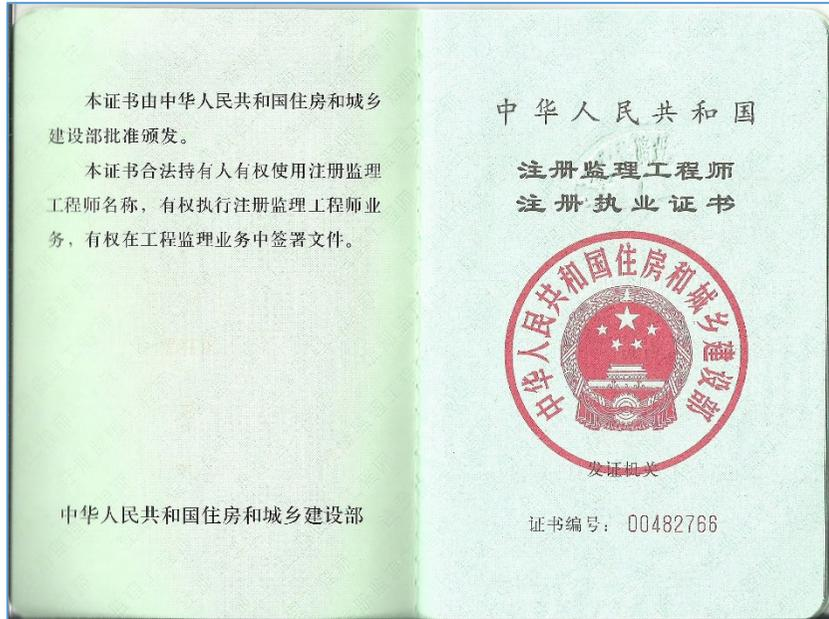 本证书由中华人民共和国住房和城乡
建设部批准颁发。
本证书合法持有人有权使用注册监理
工程师名称，有权执行注册监理工程师业
务，有权在工程监理业务中签署文件。
中华人民共和国住房和城乡建设部
中华人民共和国
注册监理工程师
注册执业证书
中华人民共和国住房和城乡建设部
发证机关
证书编号：00482766